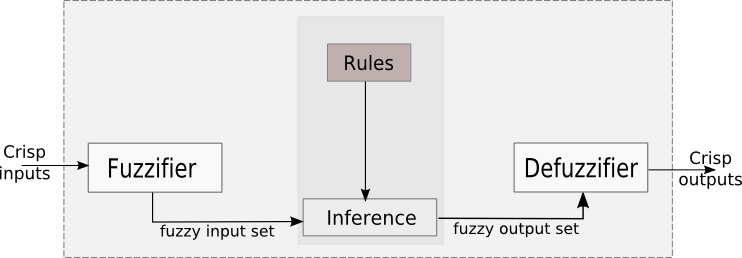 Rules
Crisp
inputs
Fuzzifier
Defuzzifier
Crisp
outputs
Inference
fuzzy input set
fuzzy output set